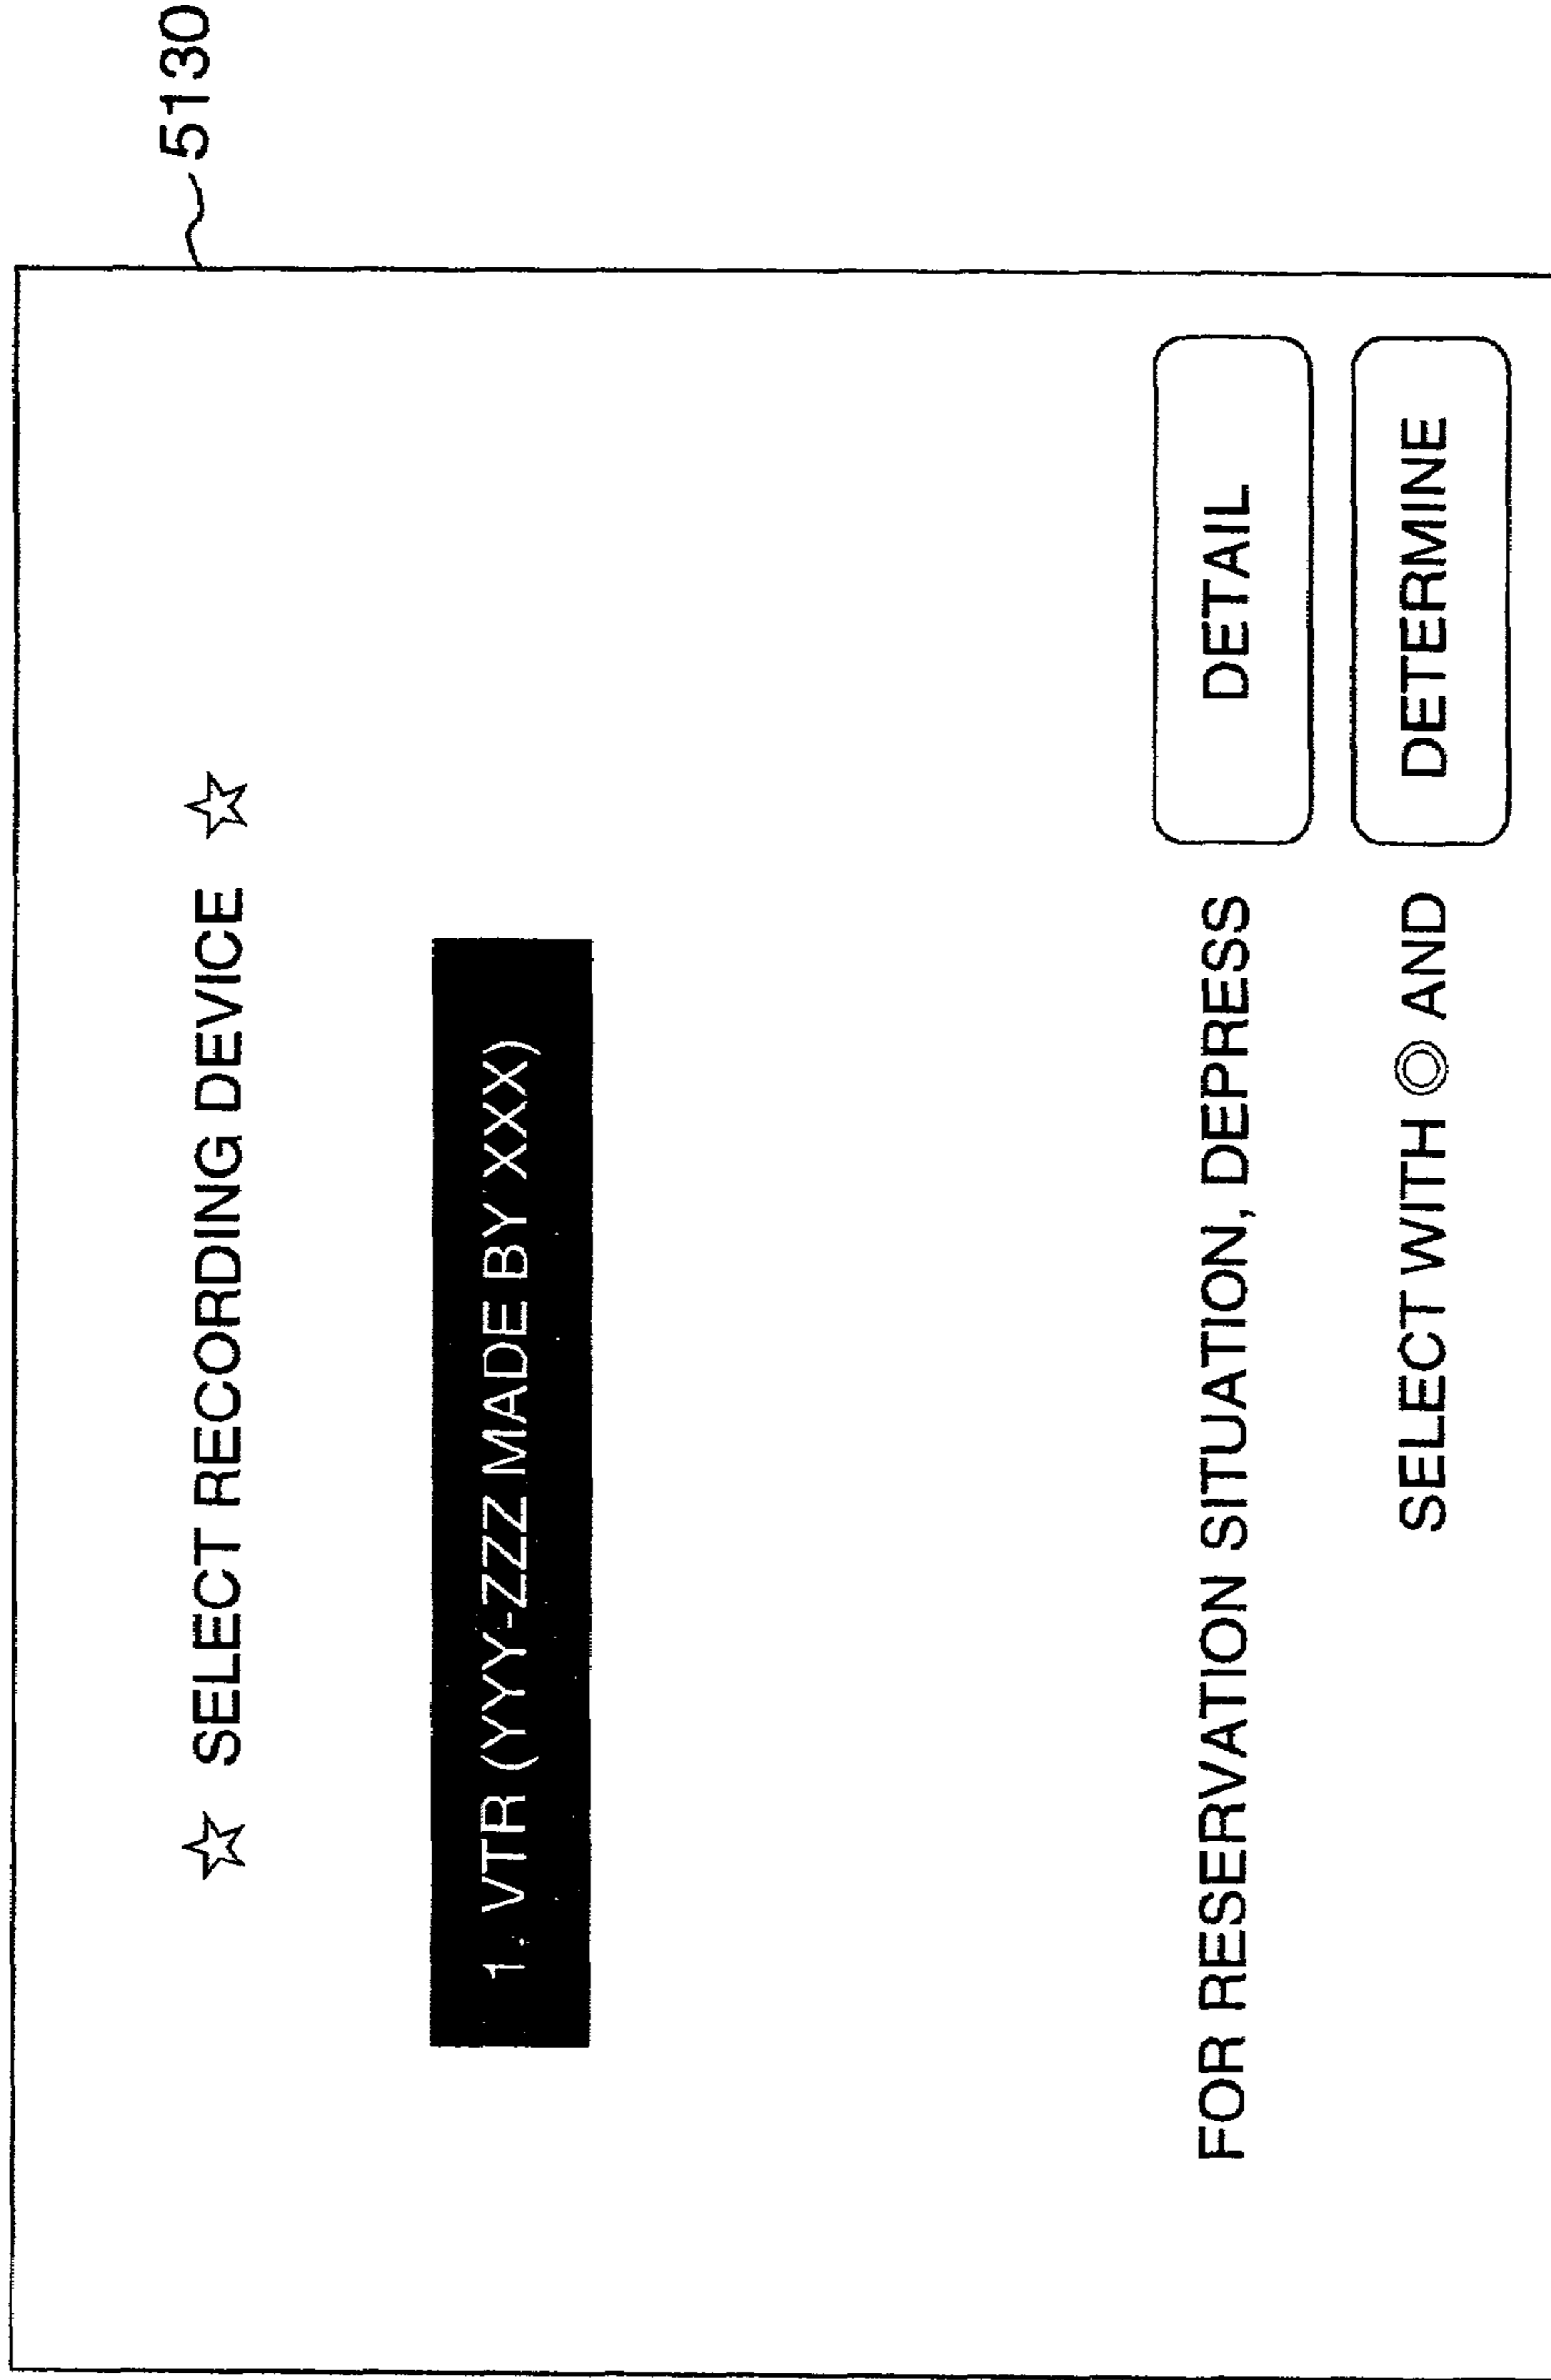 5130
☆ SELECT RECORDING DEVICE ☆
1. VTR (YYY-ZZZ MADE BY XXX)
FOR RESERVATION SITUATION, DEPRESS DETAIL
SELECT WITH ◎ AND DETERMINE